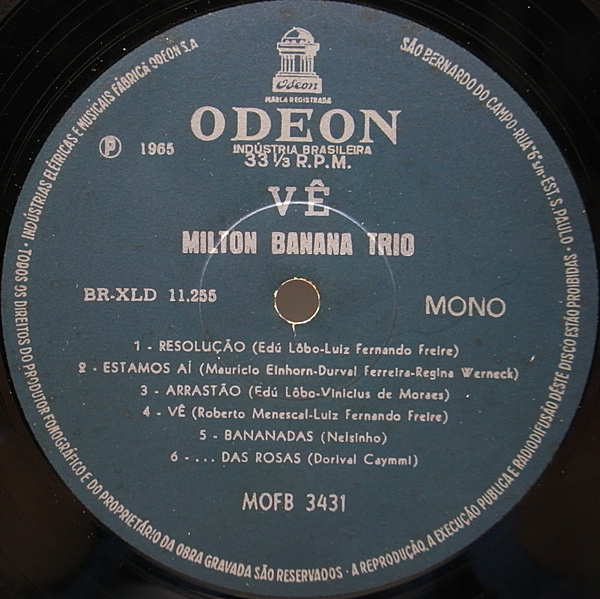 Odeon
MARCA REGISTRADA
ODEON
INDÚSTRIA BRASILEIRA
33 1/3 R.P.M.
Ⓟ 1965
VÊ
MILTON BANANA TRIO
BR-XLD 11.255
MONO
1 - RESOLUÇÃO (Edú Lôbo-Luiz Fernando Freire)
2 - ESTAMOS AÍ (Maurício Einhorn-Durval Ferreira-Regina Werneck)
3 - ARRASTÃO (Edú Lôbo-Vinicius de Moraes)
4 - VÊ (Roberto Menescal-Luiz Fernando Freire)
5 - BANANADAS (Nelsinho)
6 - ... DAS ROSAS (Dorival Caymmi)
MOFB 3431
· INDÚSTRIAS ELÉTRICAS E MUSICAIS FÁBRICA ODEON S.A
SÃO BERNARDO DO CAMPO · RUA "6" s/n · EST. S. PAULO ·
TODOS OS DIREITOS DO PRODUTOR FONOGRÁFICO E DO PROPRIETÁRIO DA OBRA GRAVADA SÃO RESERVADOS · A REPRODUÇÃO, A EXECUÇÃO PUBLICA E RADIODIFUSÃO DÊSTE DISCO ESTÃO PROIBIDAS ·